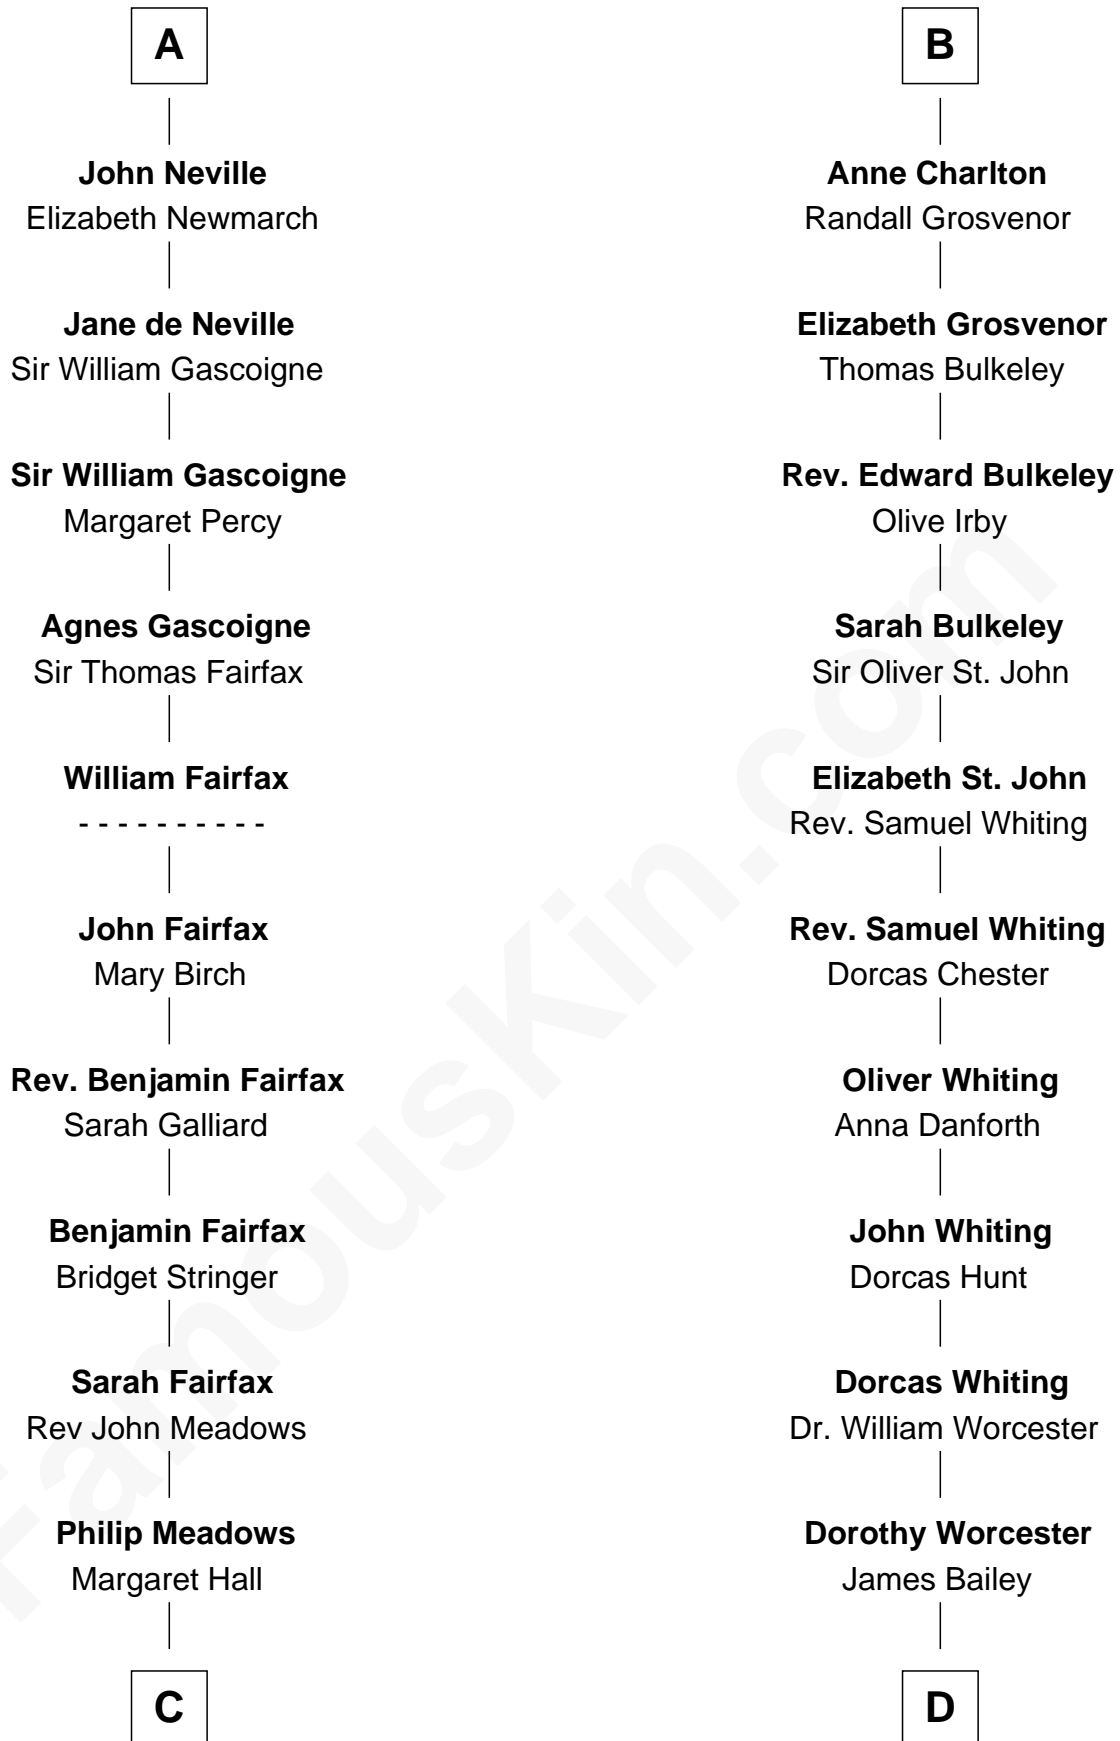 A
John Neville
Elizabeth Newmarch
Jane de Neville
Sir William Gascoigne
Sir William Gascoigne
Margaret Percy
Agnes Gascoigne
Sir Thomas Fairfax
William Fairfax
- - - - - - - - - -
John Fairfax
Mary Birch
Rev. Benjamin Fairfax
Sarah Galliard
Benjamin Fairfax
Bridget Stringer
Sarah Fairfax
Rev John Meadows
Philip Meadows
Margaret Hall
C
B
Anne Charlton
Randall Grosvenor
Elizabeth Grosvenor
Thomas Bulkeley
Rev. Edward Bulkeley
Olive Irby
Sarah Bulkeley
Sir Oliver St. John
Elizabeth St. John
Rev. Samuel Whiting
Rev. Samuel Whiting
Dorcas Chester
Oliver Whiting
Anna Danforth
John Whiting
Dorcas Hunt
Dorcas Whiting
Dr. William Worcester
Dorothy Worcester
James Bailey
D
FamousKin.com